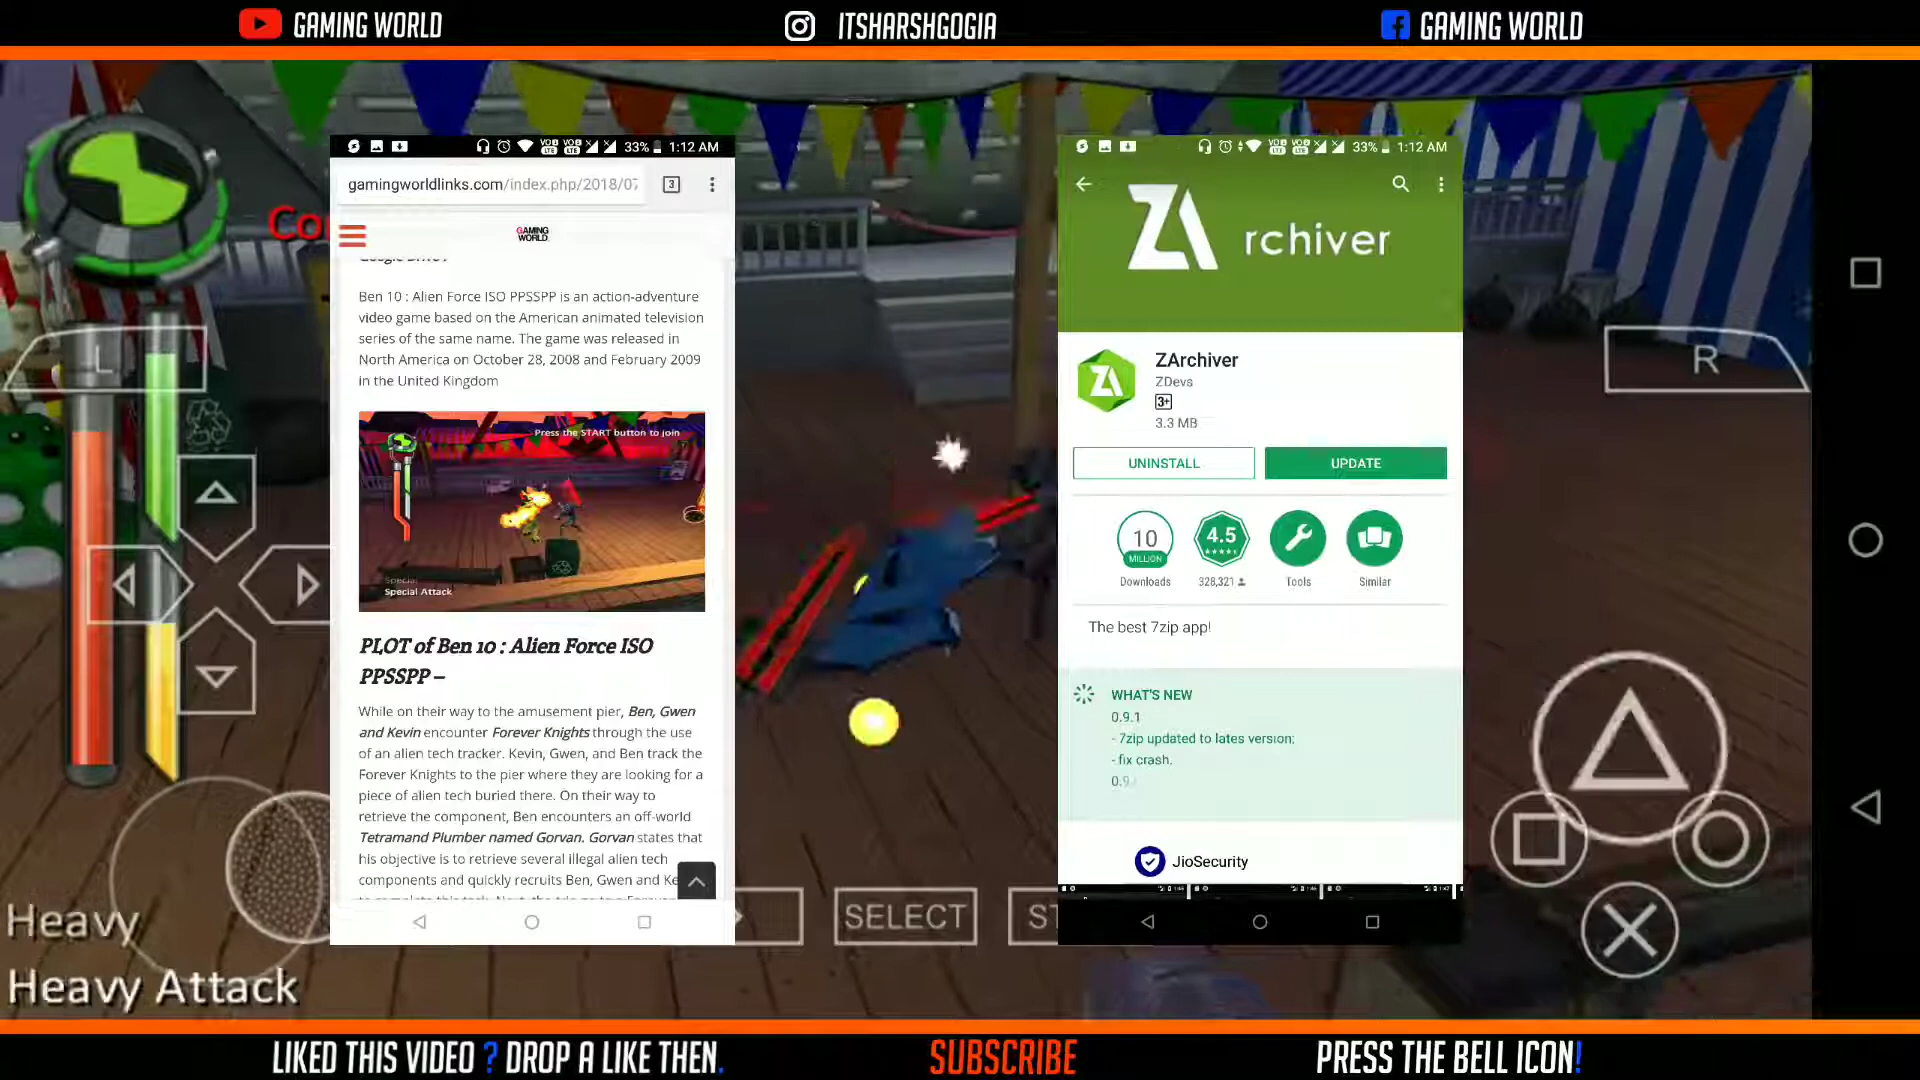 GAMING WORLD
ITSHARSHGOGIA
GAMING WORLD
33% 1:12 AM
gamingworldlinks.com/index.php/2018/07
3
GAMING
WORLD
Ben 10 : Alien Force ISO PPSSPP is an action-adventure
video game based on the American animated television
series of the same name. The game was released in
North America on October 28, 2008 and February 2009
in the United Kingdom
Press the START button to join
Special
Special Attack
PLOT of Ben 10 : Alien Force ISO
PPSSPP –
While on their way to the amusement pier, Ben, Gwen
and Kevin encounter Forever Knights through the use
of an alien tech tracker. Kevin, Gwen, and Ben track the
Forever Knights to the pier where they are looking for a
piece of alien tech buried there. On their way to
retrieve the component, Ben encounters an off-world
Tetramand Plumber named Gorvan. Gorvan states that
his objective is to retrieve several illegal alien tech
components and quickly recruits Ben, Gwen and Ke
33% 1:12 AM
ZArchiver
ZArchiver
ZDevs
3+
3.3 MB
UNINSTALL
UPDATE
10
MILLION
Downloads
4.5
328,321
Tools
Similar
The best 7zip app!
WHAT'S NEW
0.9.1
- 7zip updated to lates version;
- fix crash.
0.9
JioSecurity
L
R
SELECT
ST
Heavy
Heavy Attack
LIKED THIS VIDEO ? DROP A LIKE THEN.
SUBSCRIBE
PRESS THE BELL ICON!